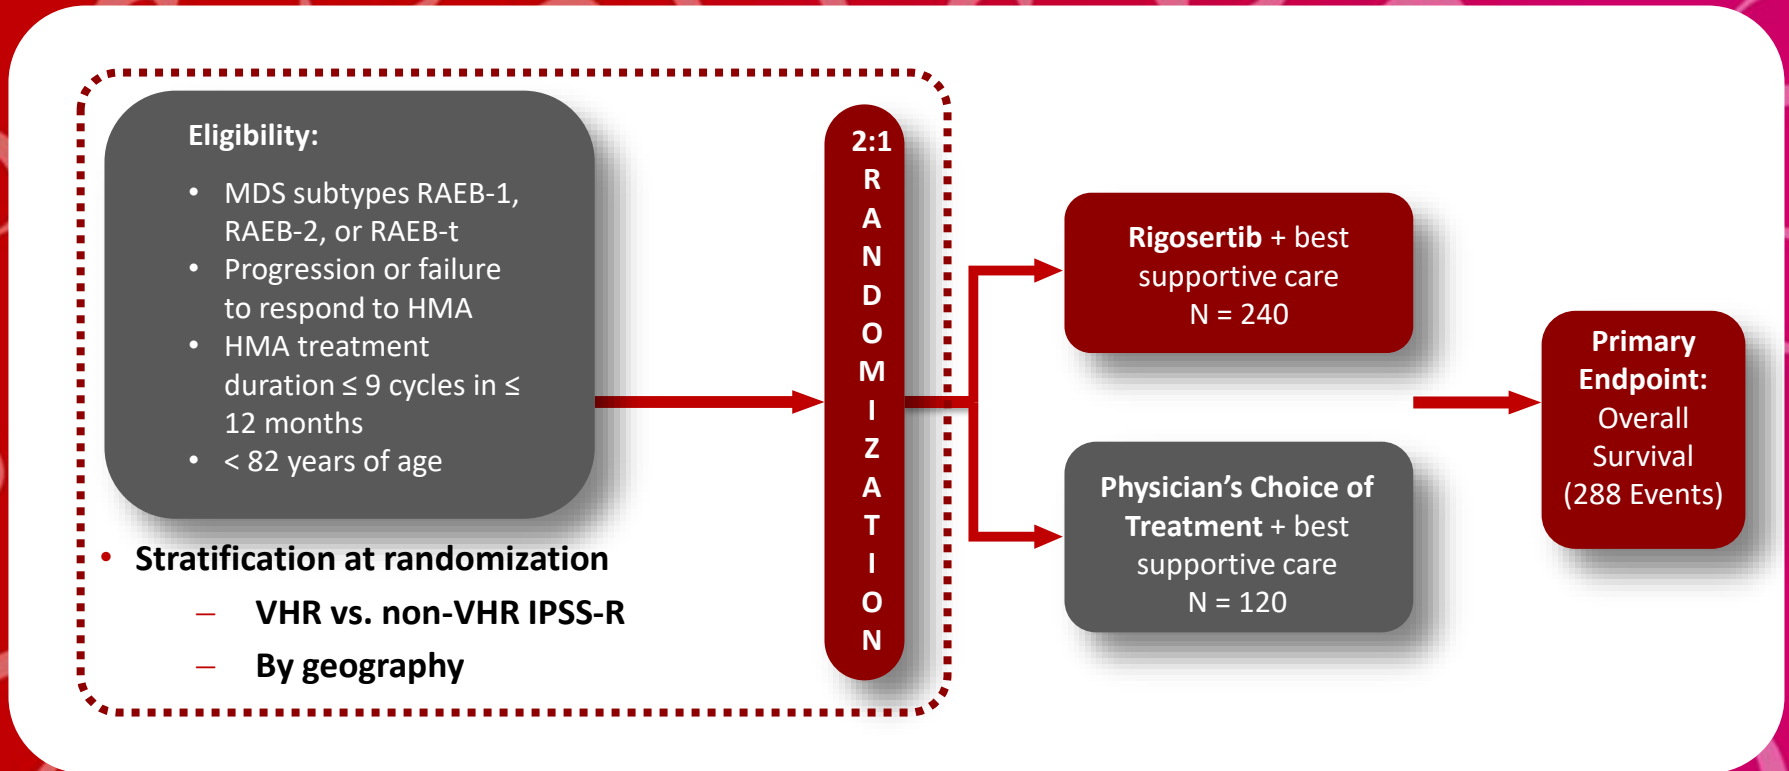 Eligibility:
• MDS subtypes RAEB-1,
RAEB-2, or RAEB-t
• Progression or failure
to respond to HMA
• HMA treatment
duration ≤ 9 cycles in ≤
12 months
• < 82 years of age
• Stratification at randomization
– VHR vs. non-VHR IPSS-R
– By geography
2:1
R
A
N
D
O
M
I
Z
A
T
I
O
N
Rigosertib + best
supportive care
N = 240
Physician’s Choice of
Treatment + best
supportive care
N = 120
Primary
Endpoint:
Overall
Survival
(288 Events)